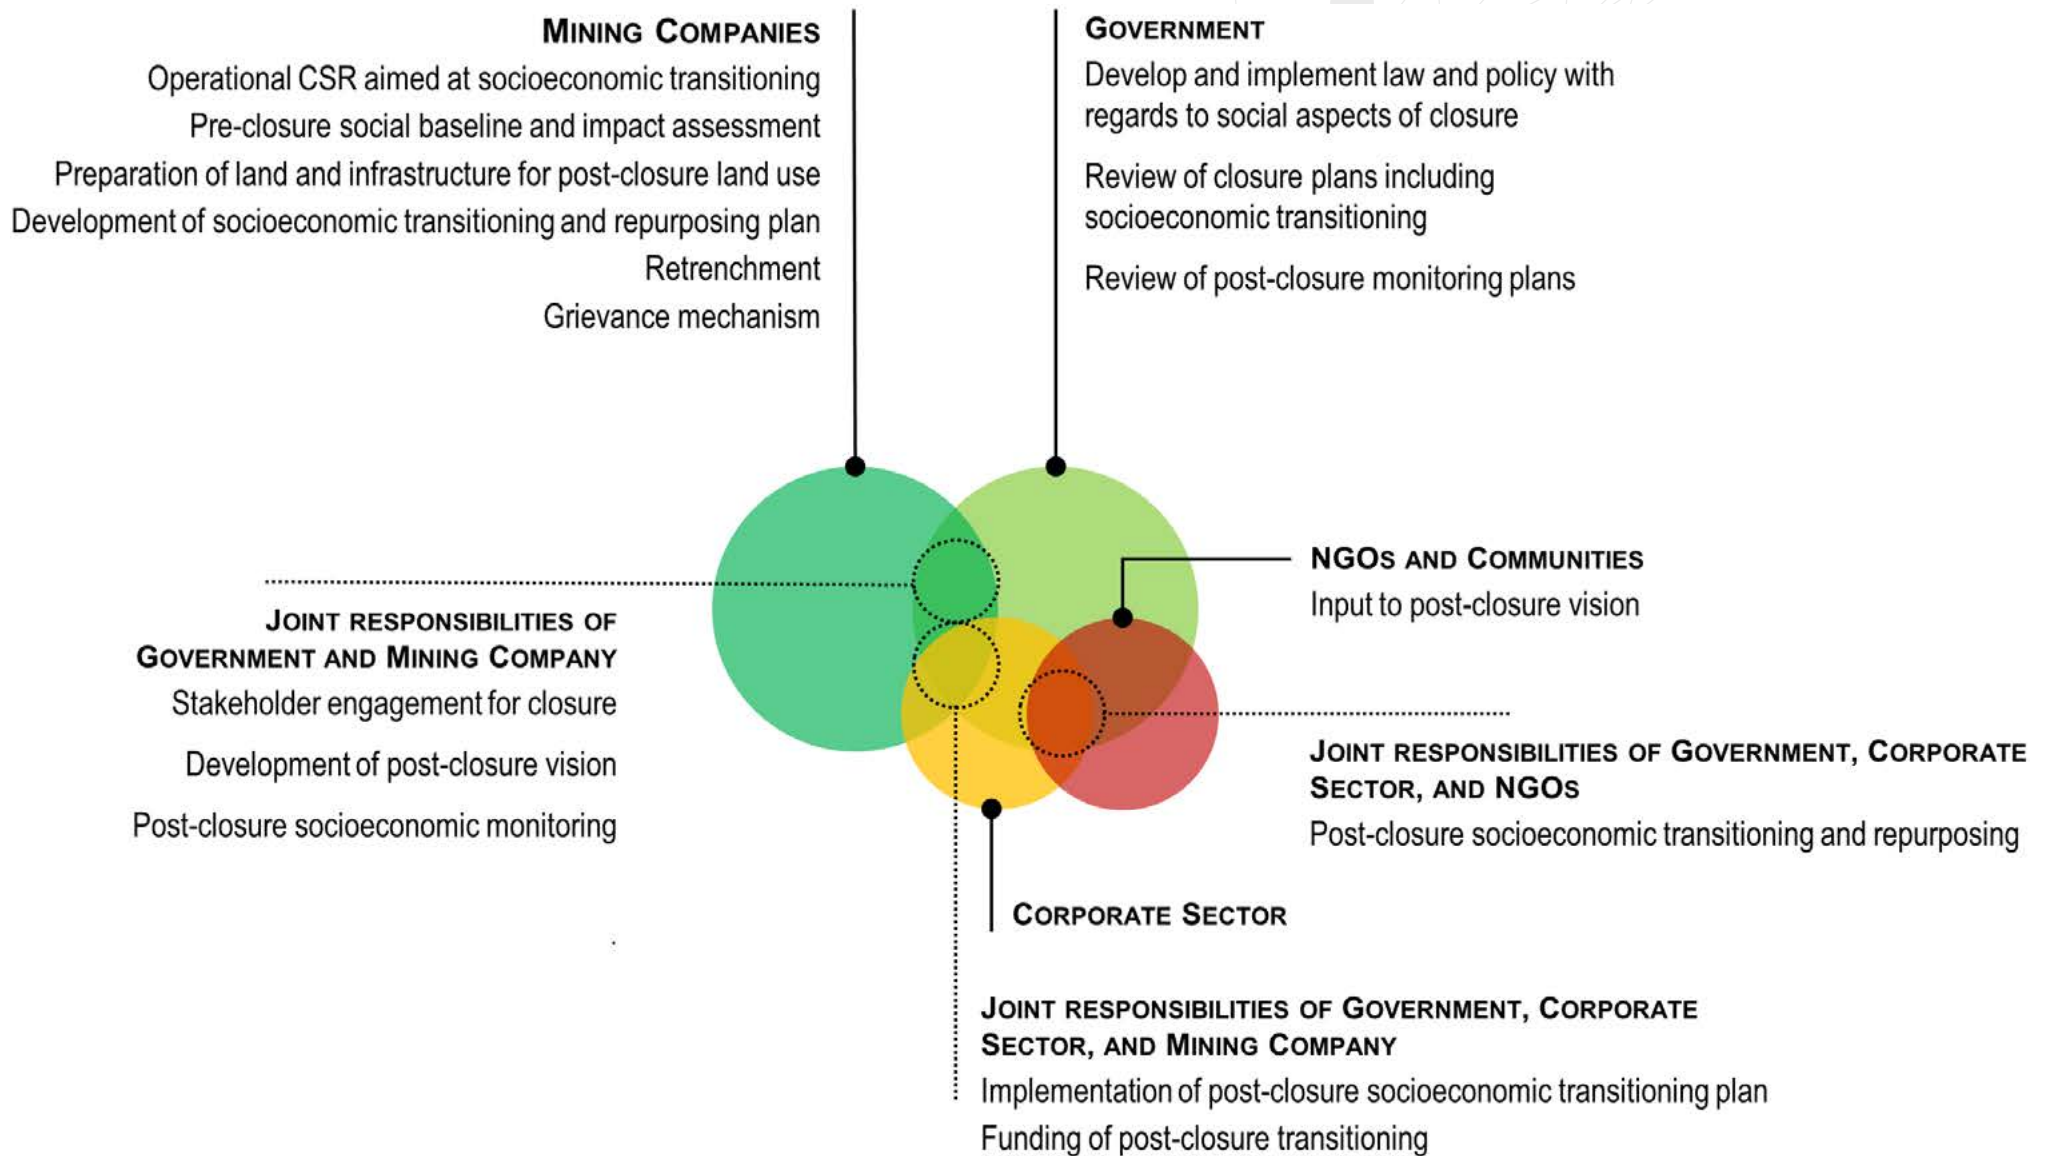 MINING COMPANIES
Operational CSR aimed at socioeconomic transitioning
Pre-closure social baseline and impact assessment
Preparation of land and infrastructure for post-closure land use
Development of socioeconomic transitioning and repurposing plan
Retrenchment
Grievance mechanism
GOVERNMENT
Develop and implement law and policy with
regards to social aspects of closure
Review of closure plans including
socioeconomic transitioning
Review of post-closure monitoring plans
NGOS AND COMMUNITIES
Input to post-closure vision
JOINT RESPONSIBILITIES OF
GOVERNMENT AND MINING COMPANY
Stakeholder engagement for closure
Development of post-closure vision
Post-closure socioeconomic monitoring
JOINT RESPONSIBILITIES OF GOVERNMENT, CORPORATE
SECTOR, AND NGOS
Post-closure socioeconomic transitioning and repurposing
CORPORATE SECTOR
JOINT RESPONSIBILITIES OF GOVERNMENT, CORPORATE
SECTOR, AND MINING COMPANY
Implementation of post-closure socioeconomic transitioning plan
Funding of post-closure transitioning